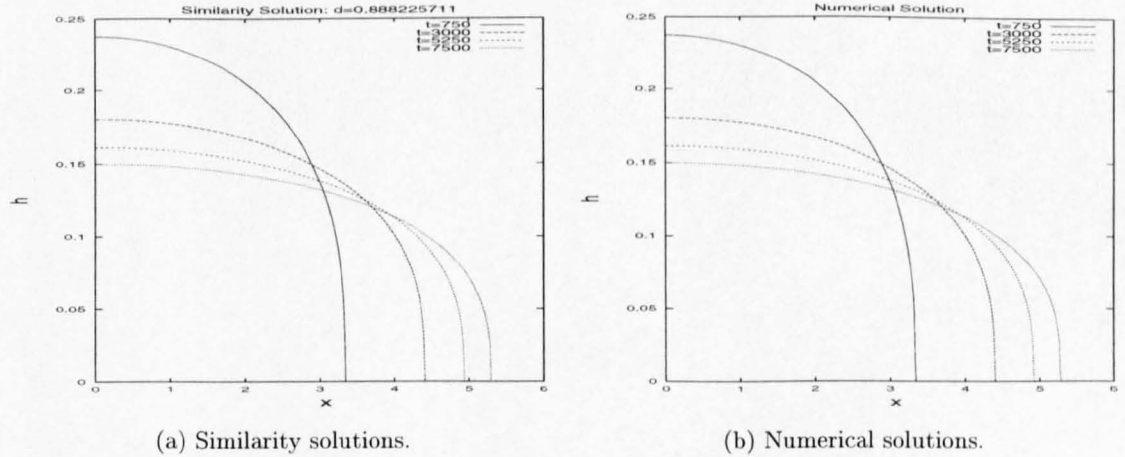 Similarity Solution: d=0.888225711
t=750
t=3000
t=5250
t=7500
0.25
0.2
0.15
0.1
0.05
0
h
0 1 2 3 4 5 6
x
(a) Similarity solutions.
Numerical Solution
t=750
t=3000
t=5250
t=7500
0.25
0.2
0.15
0.1
0.05
0
h
0 1 2 3 4 5 6
x
(b) Numerical solutions.